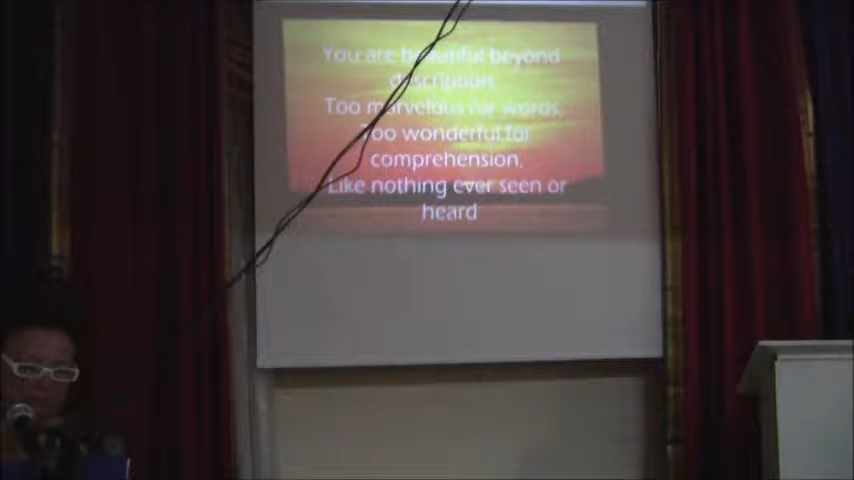 You are beautiful beyond
description
Too marvelous for words,
Too wonderful for
comprehension,
Like nothing ever seen or
heard